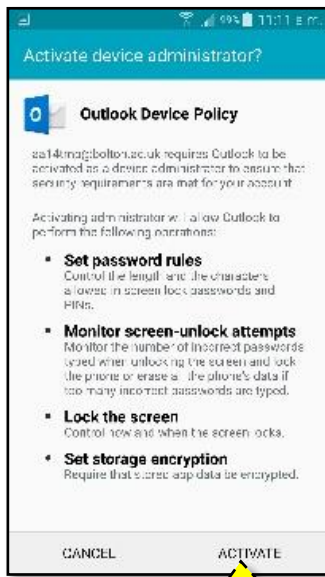 99% 11:11 a.m.
Activate device administrator?
Outlook Device Policy
requires Outlook to be
activated as a device administrator to ensure that
security requirements are met for your account.
Activating administrator will allow Outlook to
perform the following operations:
Set password rules
Control the length and the characters
allowed in screen lock passwords and
PINs.
Monitor screen-unlock attempts
Monitor the number of incorrect passwords
typed when unlocking the screen and lock
the phone or erase all the phone's data if
too many incorrect passwords are typed.
Lock the screen
Control how and when the screen locks.
Set storage encryption
Require that stored app data be encrypted.
CANCEL ACTIVATE